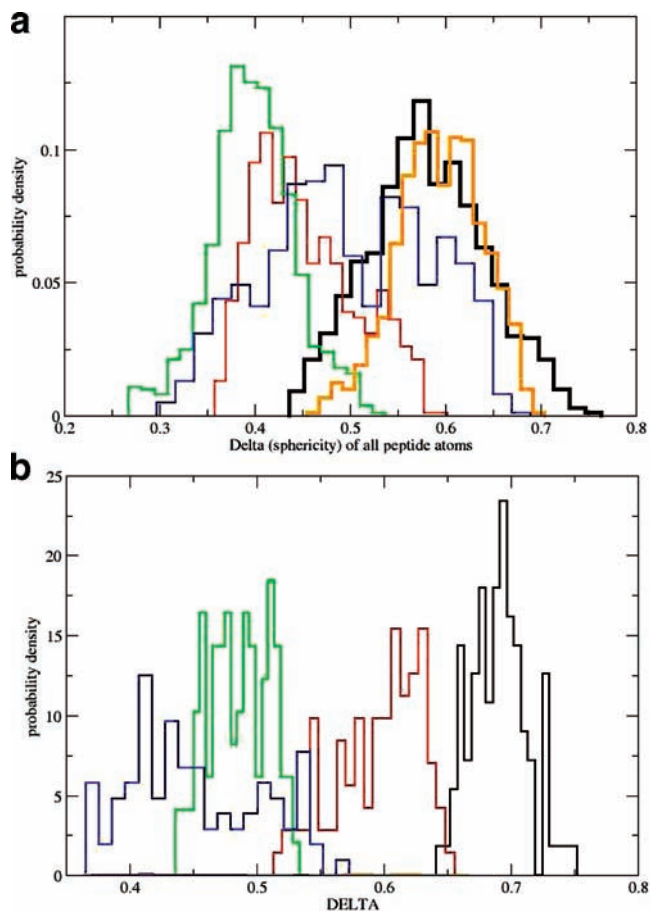 a
probability density
0.1
0.05
0
0.2 0.3 0.4 0.5 0.6 0.7 0.8
Delta (sphericity) of all peptide atoms
b
probability density
25
20
15
10
5
0
0.4 0.5 0.6 0.7 0.8
DELTA